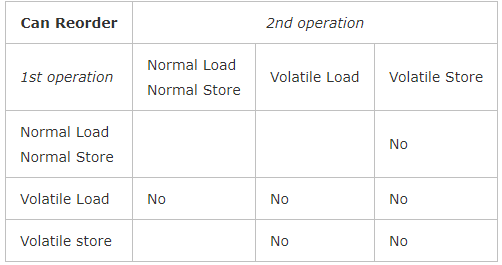 Can Reorder 2nd operation
1st operation Normal Load
Normal Store Volatile Load Volatile Store
Normal Load
Normal Store No
Volatile Load No No No
Volatile store No No